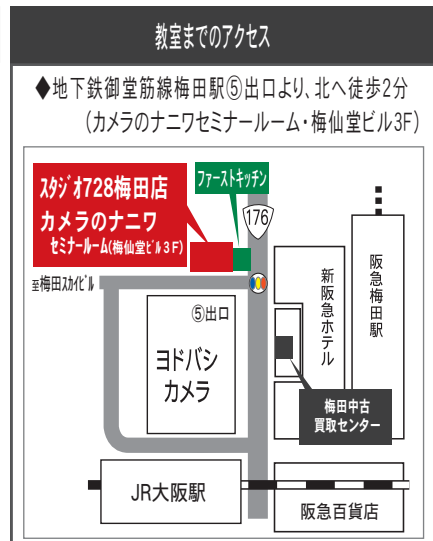 教室までのアクセス
◆地下鉄御堂筋線梅田駅⑤出口より、北へ徒歩2分
(カメラのナニワセミナールーム・梅仙堂ビル3F)
スタジオ728梅田店
カメラのナニワ
セミナールーム(梅仙堂ビル3F)
ファーストキッチン
176
至梅田スカイビル
⑤出口
ヨドバシ
カメラ
新阪急ホテル
阪急梅田駅
梅田中古
買取センター
JR大阪駅
阪急百貨店